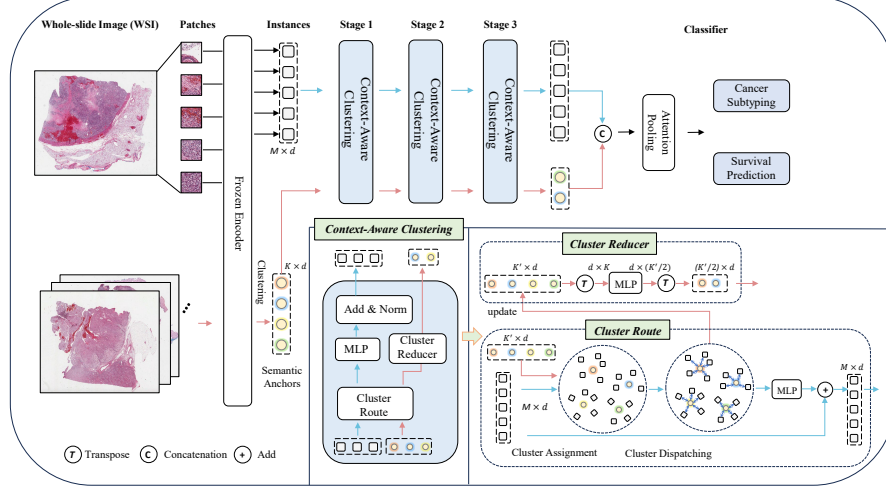 Whole-slide Image (WSI)
Patches
Instances
Stage 1
Stage 2
Stage 3
Classifier
Frozen Encoder
M × d
Context-Aware Clustering
Context-Aware Clustering
Context-Aware Clustering
C
Attention Pooling
Cancer Subtyping
Survival Prediction
Clustering
K × d
Semantic Anchors
T Transpose
C Concatenation
+ Add
Context-Aware Clustering
Add & Norm
MLP
Cluster Reducer
Cluster Route
Cluster Reducer
K' × d
T
d × K
MLP
d × (K'/2)
T
(K'/2) × d
update
Cluster Route
K' × d
M × d
MLP
+
M × d
Cluster Assignment
Cluster Dispatching